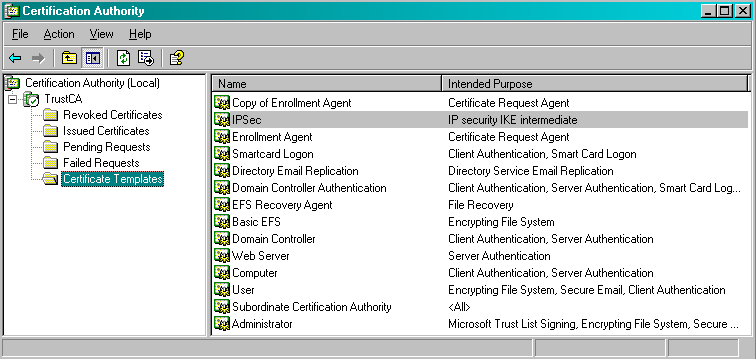 Certification Authority
File Action View Help
Certification Authority (Local)
TrustCA
Revoked Certificates
Issued Certificates
Pending Requests
Failed Requests
Certificate Templates
Name Intended Purpose
Copy of Enrollment Agent Certificate Request Agent
IPSec IP security IKE intermediate
Enrollment Agent Certificate Request Agent
Smartcard Logon Client Authentication, Smart Card Logon
Directory Email Replication Directory Service Email Replication
Domain Controller Authentication Client Authentication, Server Authentication, Smart Card Log...
EFS Recovery Agent File Recovery
Basic EFS Encrypting File System
Domain Controller Client Authentication, Server Authentication
Web Server Server Authentication
Computer Client Authentication, Server Authentication
User Encrypting File System, Secure Email, Client Authentication
Subordinate Certification Authority <All>
Administrator Microsoft Trust List Signing, Encrypting File System, Secure ...